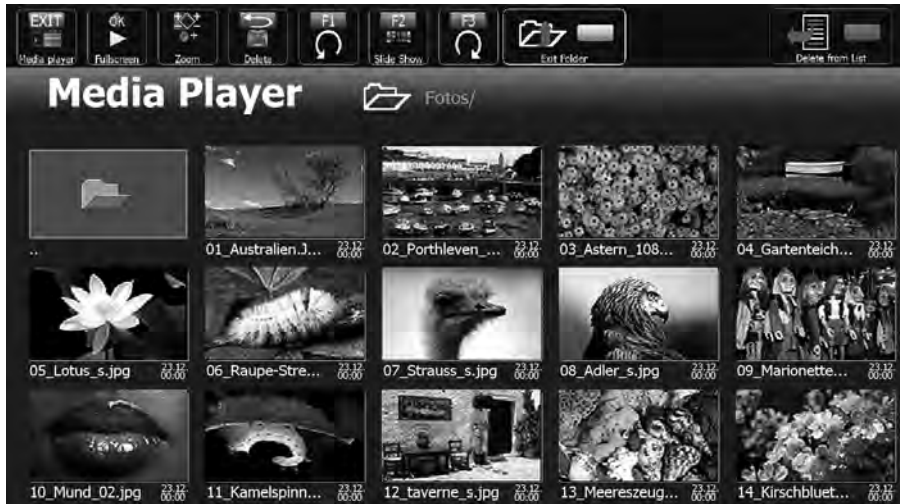 EXIT OK F1 F2 F3
Media player Fullscreen Zoom Delete Slide Show Exit Folder Delete from List
Media Player Fotos/
..
01_Australien.J... 23.12 00:00
02_Porthleven_... 23.12 00:00
03_Astern_108... 23.12 00:00
04_Gartenteich... 23.12 00:00
05_Lotus_s.jpg 23.12 00:00
06_Raupe-Stre... 23.12 00:00
07_Strauss_s.jpg 23.12 00:00
08_Adler_s.jpg 23.12 00:00
09_Marionette... 23.12 00:00
10_Mund_02.jpg 23.12 00:00
11_Kamelspinn... 23.12 00:00
12_taverne_s.jpg 23.12 00:00
13_Meereszeug... 23.12 00:00
14_Kirschbluet... 23.12 00:00